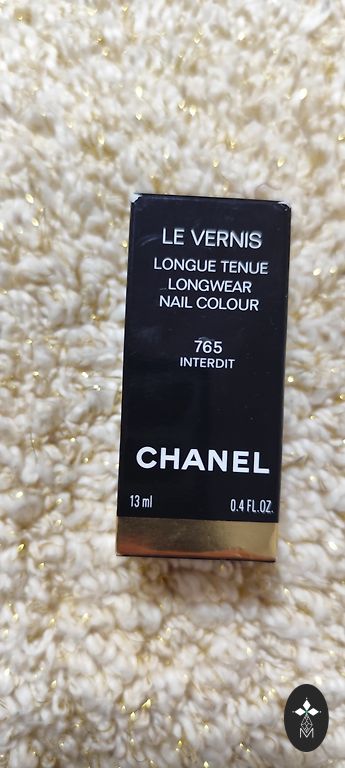 LE VERNIS
LONGUE TENUE
LONGWEAR
NAIL COLOUR
765
INTERDIT
CHANEL
13 ml 0.4 FL.OZ.
M